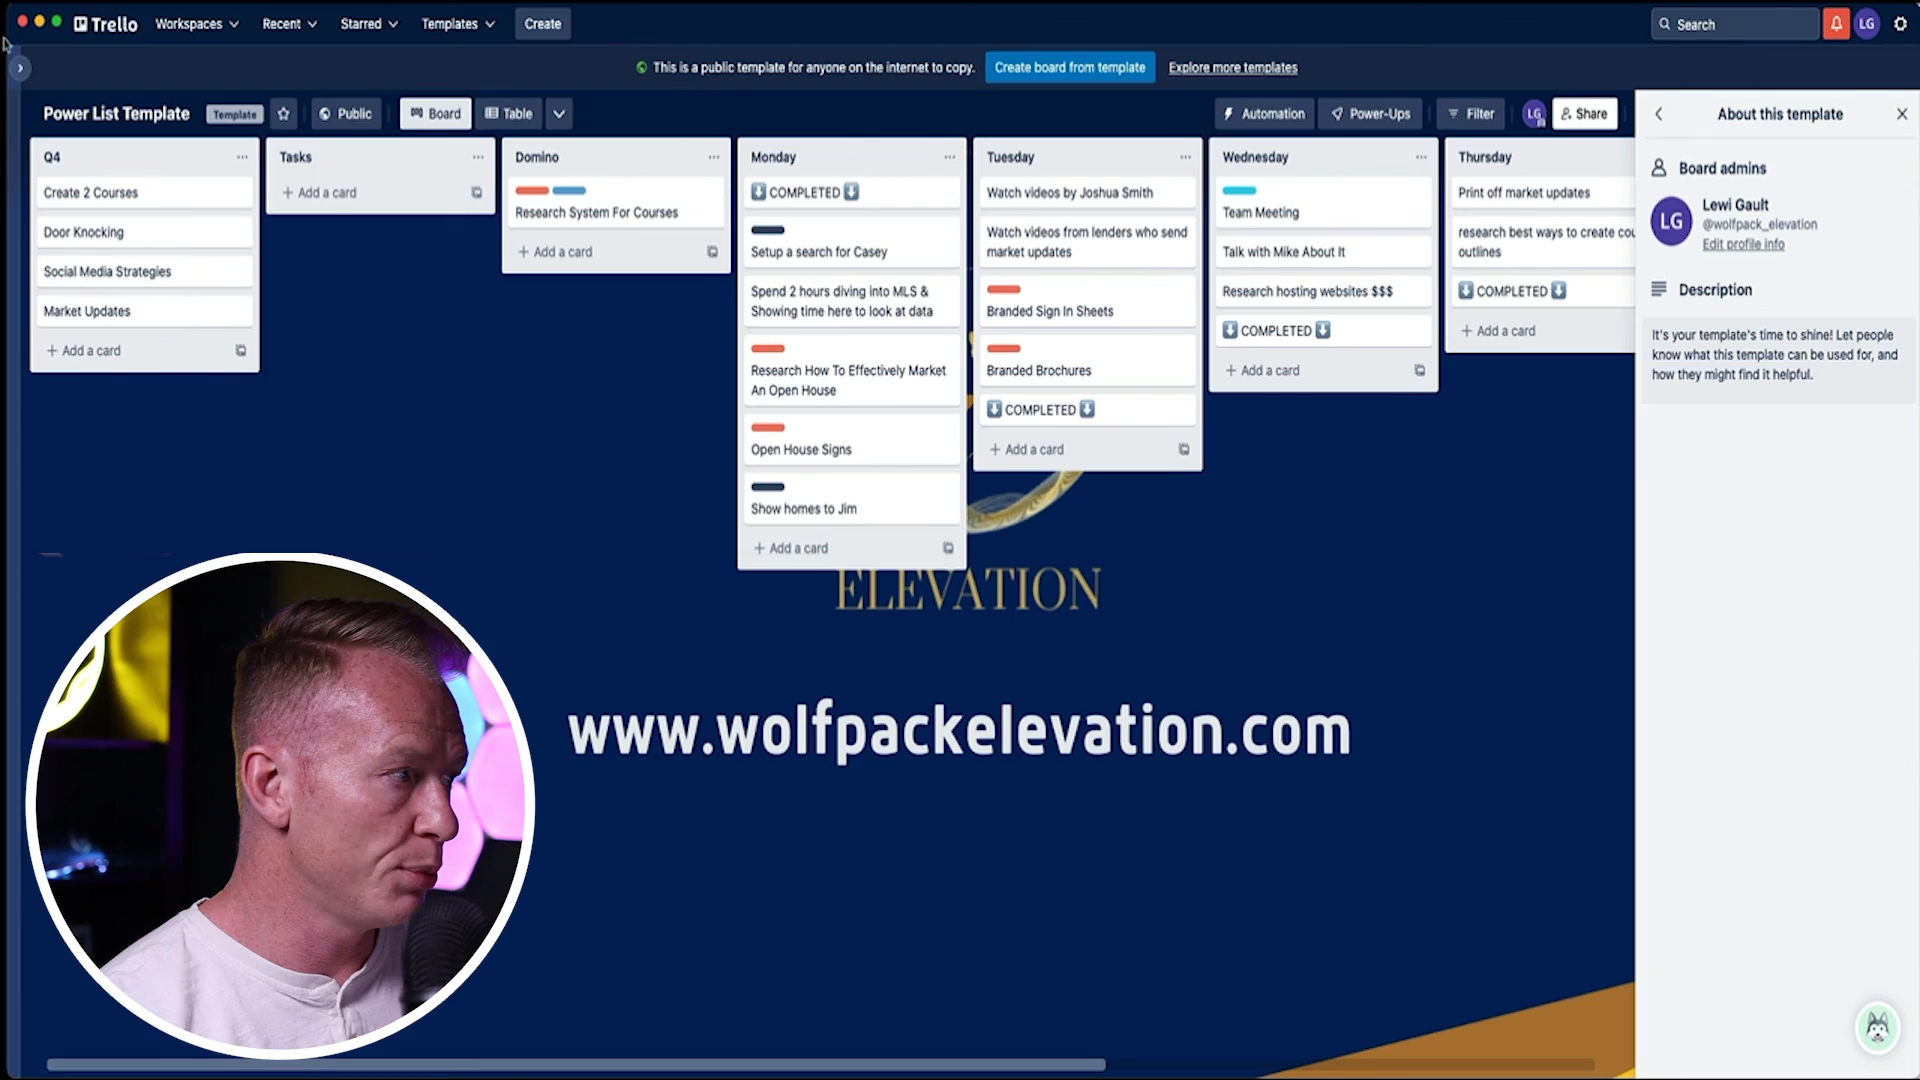 Trello
Workspaces
Recent
Starred
Templates
Create
Search
LG
This is a public template for anyone on the internet to copy.
Create board from template
Explore more templates
Power List Template
Template
Public
Board
Table
Automation
Power-Ups
Filter
LG
Share
Q4
Create 2 Courses
Door Knocking
Social Media Strategies
Market Updates
+ Add a card
Tasks
+ Add a card
Domino
Research System For Courses
+ Add a card
Monday
COMPLETED
Setup a search for Casey
Spend 2 hours diving into MLS &
Showing time here to look at data
Research How To Effectively Market
An Open House
Open House Signs
Show homes to Jim
+ Add a card
Tuesday
Watch videos by Joshua Smith
Watch videos from lenders who send
market updates
Branded Sign In Sheets
Branded Brochures
COMPLETED
+ Add a card
Wednesday
Team Meeting
Talk with Mike About It
Research hosting websites $$$
COMPLETED
+ Add a card
Thursday
Print off market updates
research best ways to create cou
outlines
COMPLETED
+ Add a card
About this template
Board admins
LG
Lewi Gault
@wolfpack_elevation
Edit profile info
Description
It's your template's time to shine! Let people
know what this template can be used for, and
how they might find it helpful.
ELEVATION
www.wolfpackelevation.com